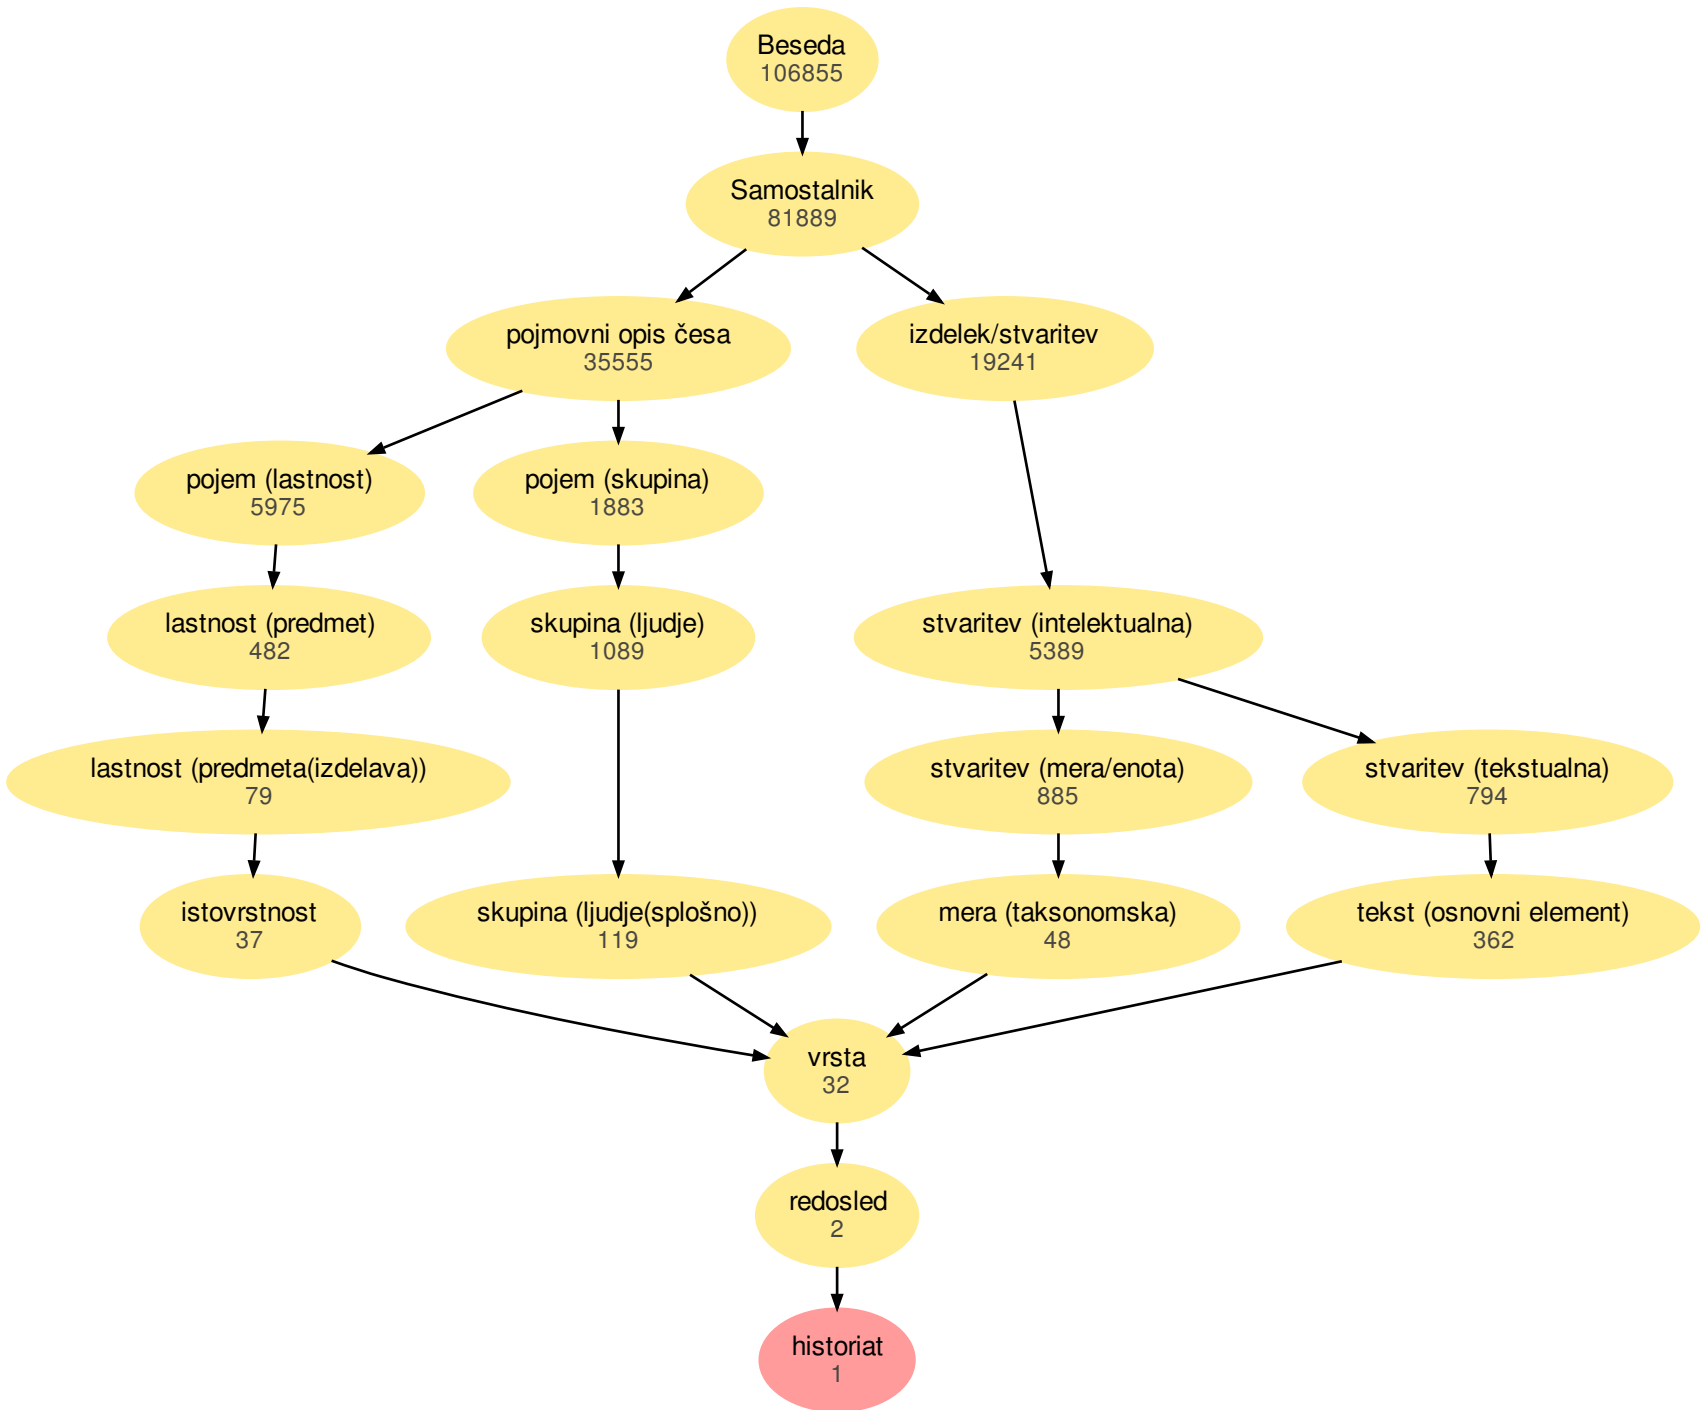 Beseda
106855
Samostalnik
81889
pojmovni opis česa
35555
izdelek/stvaritev
19241
pojem (lastnost)
5975
pojem (skupina)
1883
lastnost (predmet)
482
skupina (ljudje)
1089
stvaritev (intelektualna)
5389
lastnost (predmeta(izdelava))
79
stvaritev (mera/enota)
885
stvaritev (tekstualna)
794
istovrstnost
37
skupina (ljudje(splošno))
119
mera (taksonomska)
48
tekst (osnovni element)
362
vrsta
32
redosled
2
historiat
1